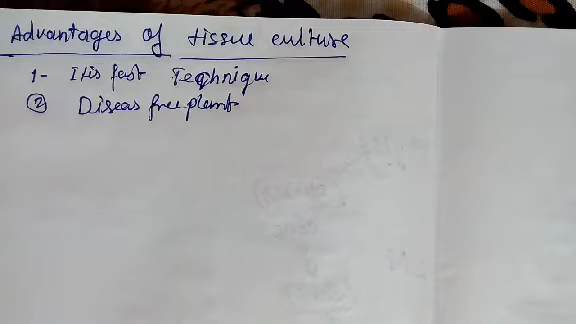 Advantages of tissue culture
1- It is fast Technique
② Diseas free plant